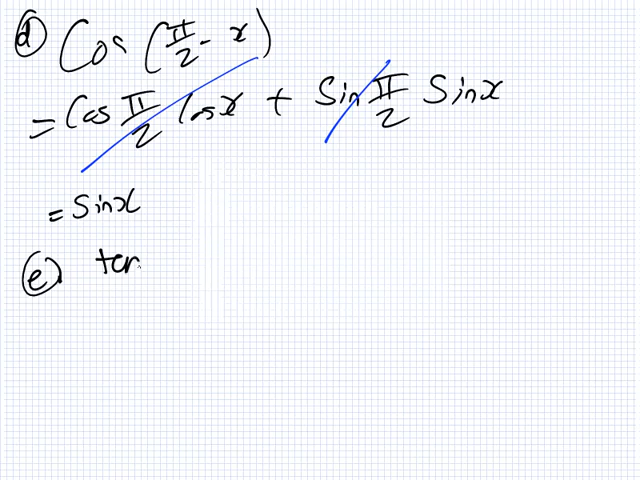 (d) Cos (π/2 - x)
= Cos π/2 Cos x + Sin π/2 Sin x
= Sin x
(e) tan